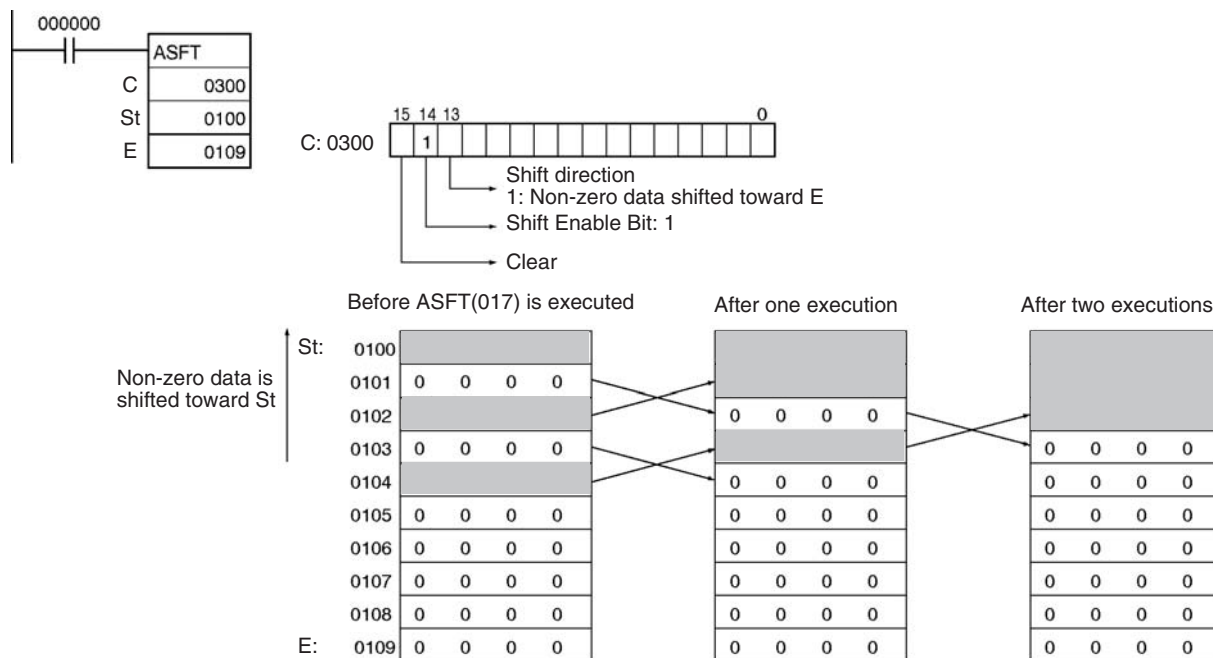 000000
ASFT
C 0300
St 0100
E 0109
15 14 13 0
C: 0300 1
Shift direction
1: Non-zero data shifted toward E
Shift Enable Bit: 1
Clear
Before ASFT(017) is executed After one execution After two executions
St: 0100
Non-zero data is
shifted toward St
0101 0 0 0 0
0102 0 0 0 0
0103 0 0 0 0 0 0 0 0
0104 0 0 0 0 0 0 0 0
0105 0 0 0 0 0 0 0 0 0 0 0 0
0106 0 0 0 0 0 0 0 0 0 0 0 0
0107 0 0 0 0 0 0 0 0 0 0 0 0
0108 0 0 0 0 0 0 0 0 0 0 0 0
E: 0109 0 0 0 0 0 0 0 0 0 0 0 0